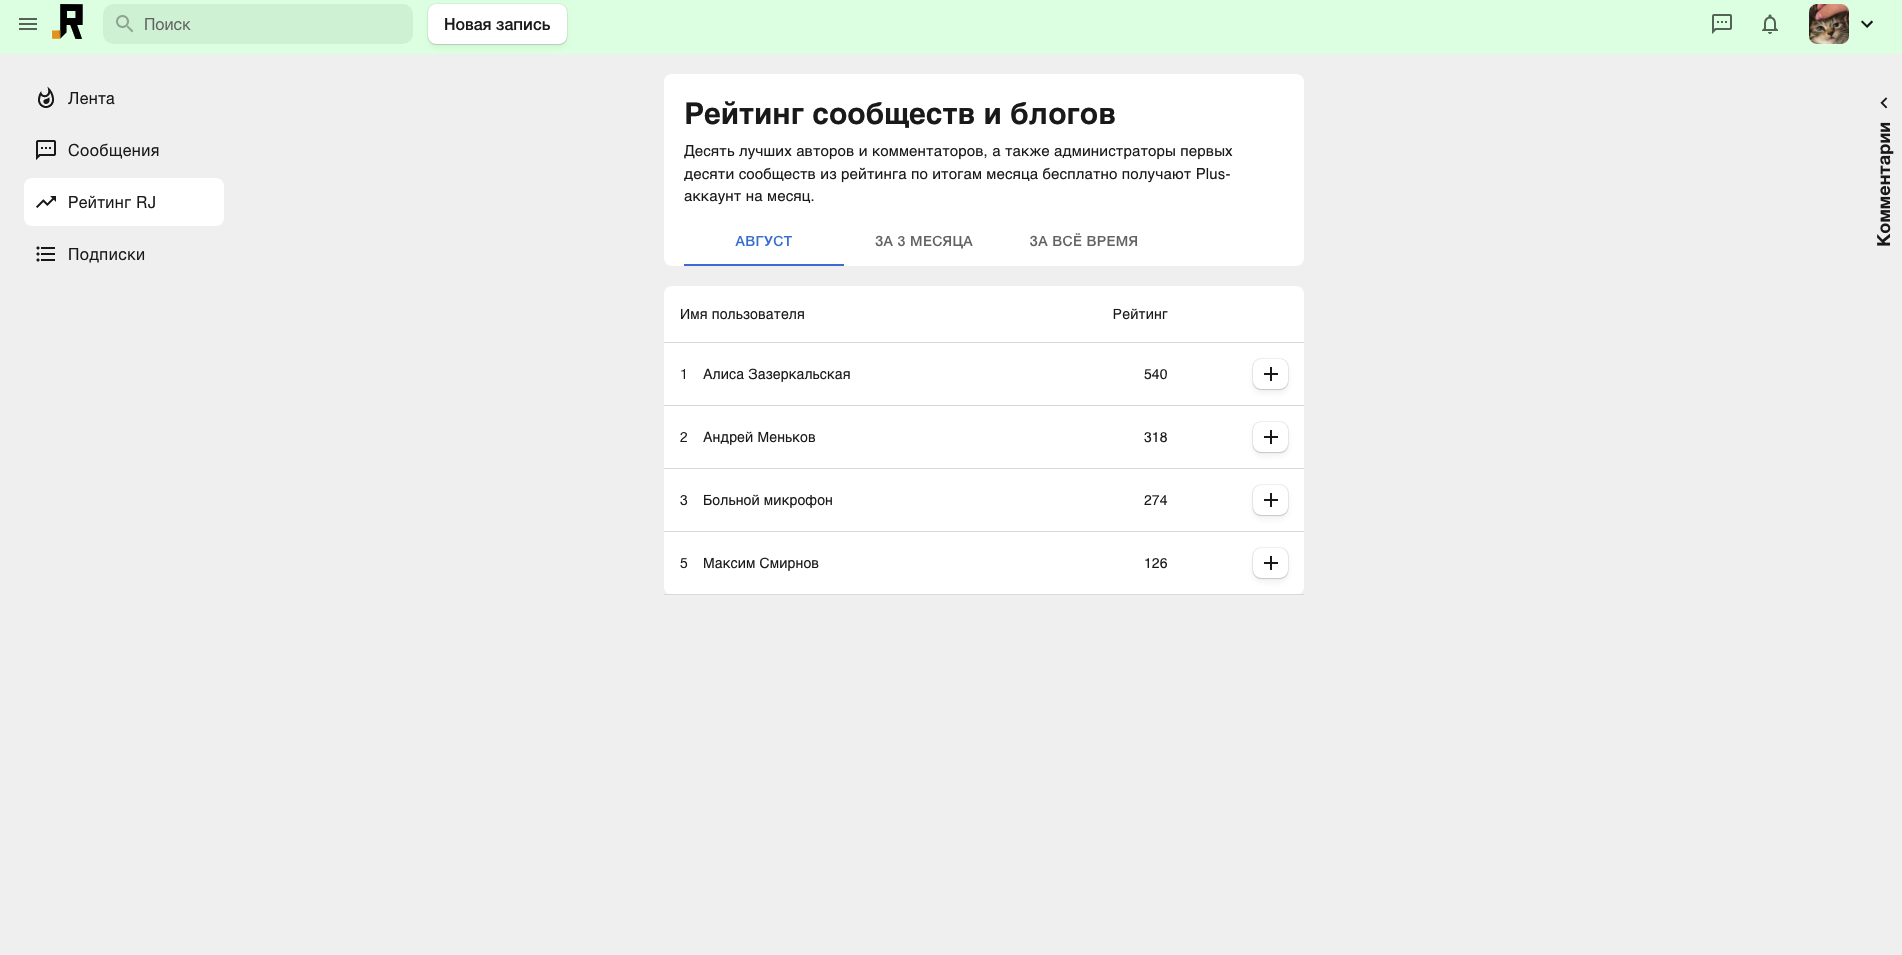 Поиск
Новая запись
Лента
Сообщения
Рейтинг RJ
Подписки
Рейтинг сообществ и блогов
Десять лучших авторов и комментаторов, а также администраторы первых
десяти сообществ из рейтинга по итогам месяца бесплатно получают Plus-
аккаунт на месяц.
АВГУСТ ЗА 3 МЕСЯЦА ЗА ВСЁ ВРЕМЯ
Имя пользователя Рейтинг
1 Алиса Зазеркальская 540
2 Андрей Меньков 318
3 Больной микрофон 274
5 Максим Смирнов 126
Комментарии